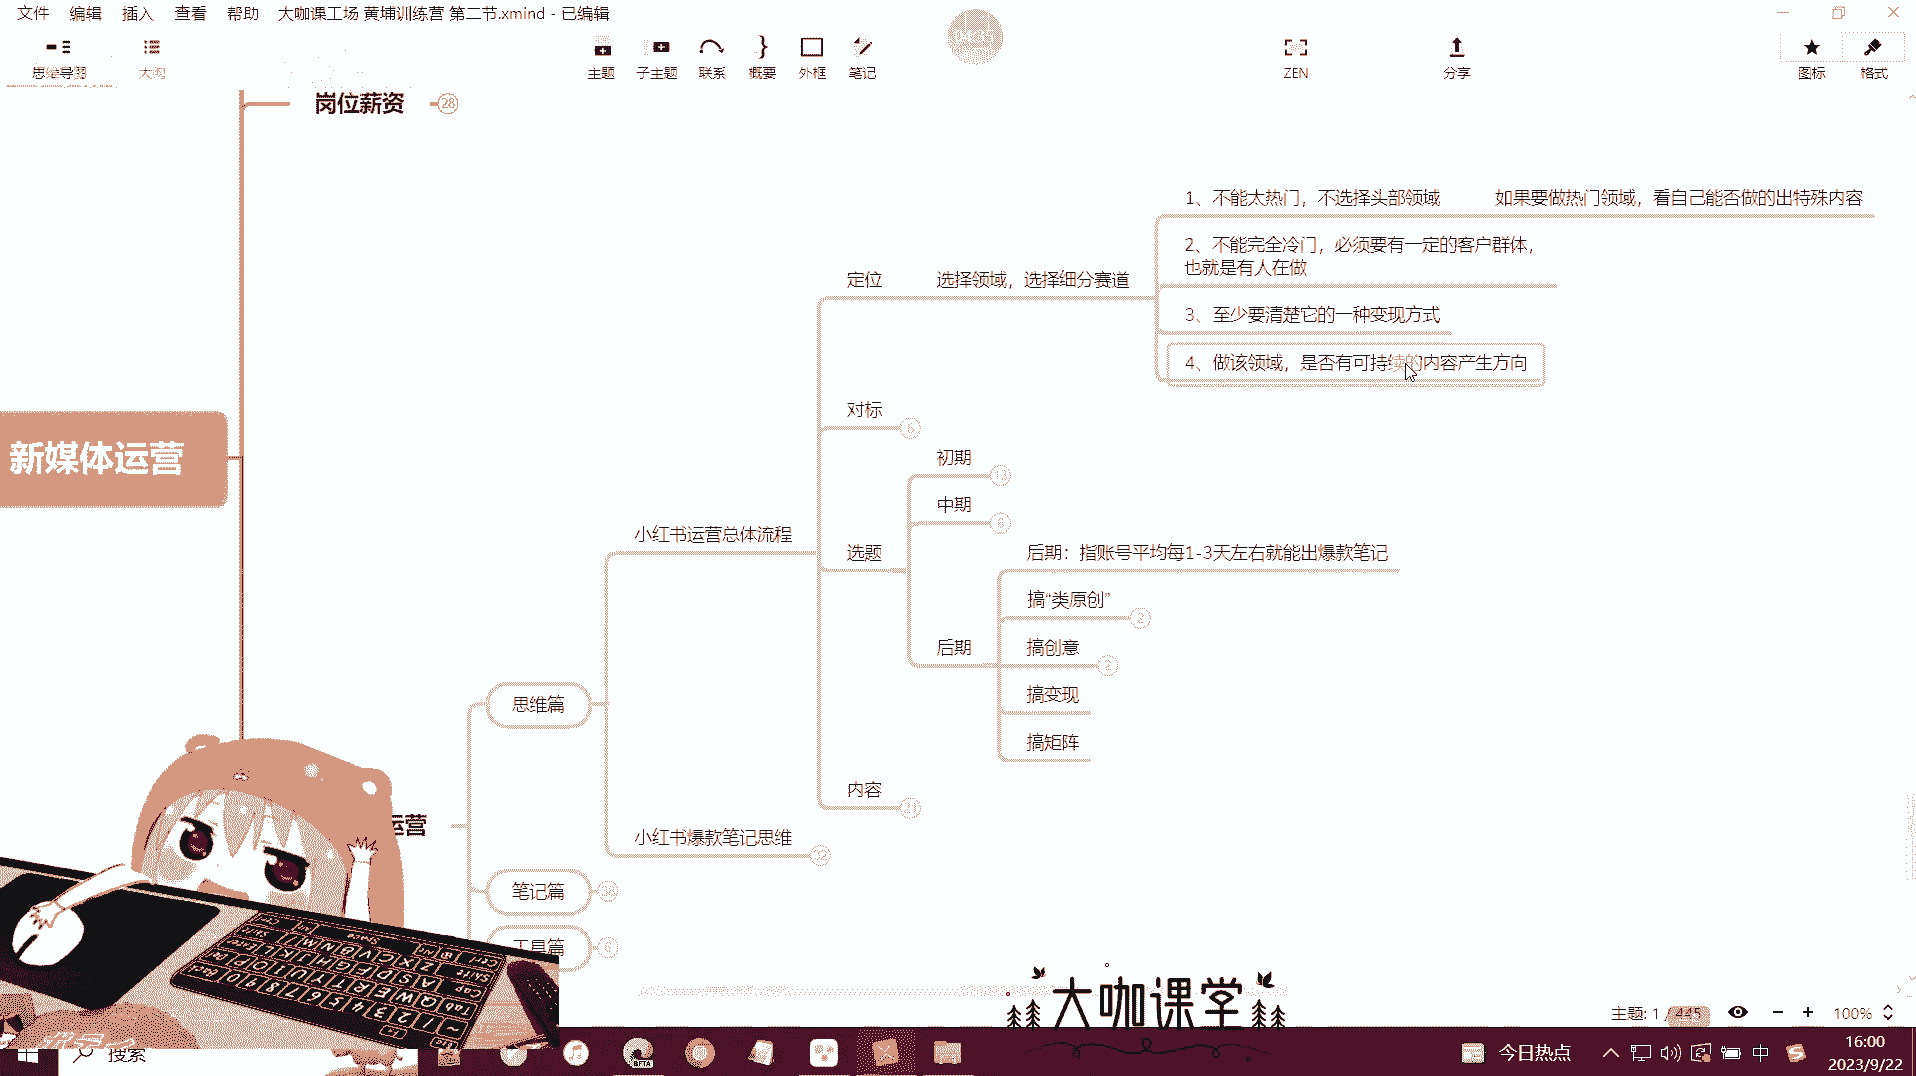 文件 编辑 插入 查看 帮助 大咖课工场 黄埔训练营 第二节.xmind - 已编辑
思维导图 大纲 主题 子主题 联系 概要 外框 笔记 ZEN 分享 图标 格式
岗位薪资 28
1、不能太热门，不选择头部领域 如果要做热门领域，看自己能否做的出特殊内容
2、不能完全冷门，必须要有一定的客户群体，
也就是有人在做
定位 选择领域，选择细分赛道
3、至少要清楚它的一种变现方式
4、做该领域，是否有可持续的内容产生方向
对标 6
新媒体运营
初期 13
中期 6
小红书运营总体流程
选题
后期：指账号平均每1-3天左右就能出爆款笔记
搞“类原创” 2
后期
搞创意 2
搞变现
思维篇
搞矩阵
内容 21
运营
小红书爆款笔记思维 32
笔记篇 38
工具篇 6
大咖课堂
主题: 1 / 445 100%
搜索
BETA
今日热点 中
16:00
2023/9/22